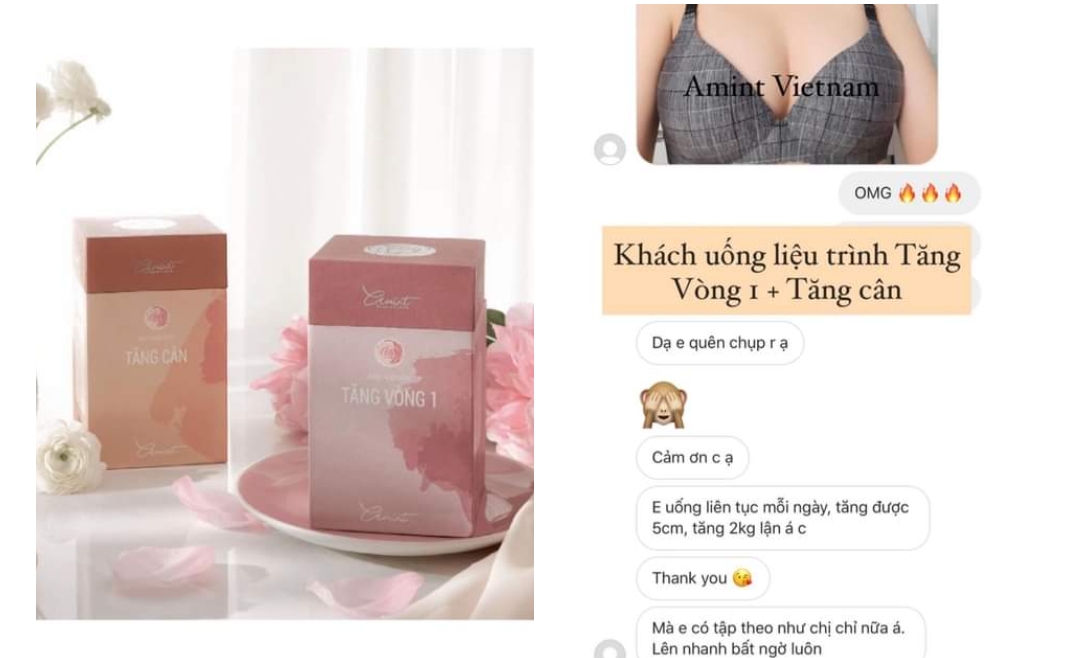 Amint
TĂNG CÂN
Amint
Amint
TĂNG VÒNG 1
Amint
Amint Vietnam
OMG 🔥🔥🔥
Khách uống liệu trình Tăng
Vòng 1 + Tăng cân
Dạ e quên chụp r ạ
🙈
Cảm ơn c ạ
E uống liên tục mỗi ngày, tăng được
5cm, tăng 2kg lận á c
Thank you 😘
Mà e có tập theo như chị chỉ nữa á.
Lên nhanh bất ngờ luôn